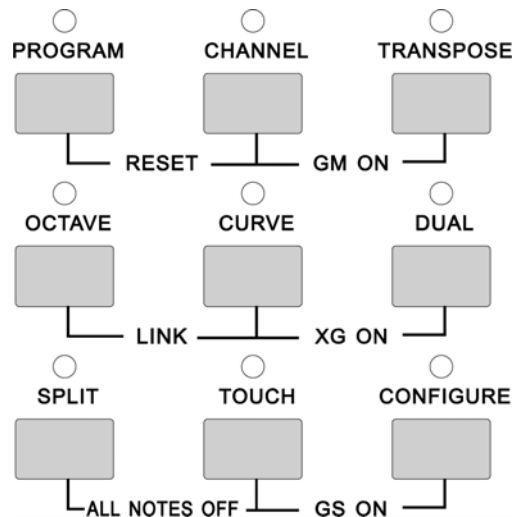 PROGRAM CHANNEL TRANSPOSE
RESET GM ON
OCTAVE CURVE DUAL
LINK XG ON
SPLIT TOUCH CONFIGURE
ALL NOTES OFF GS ON